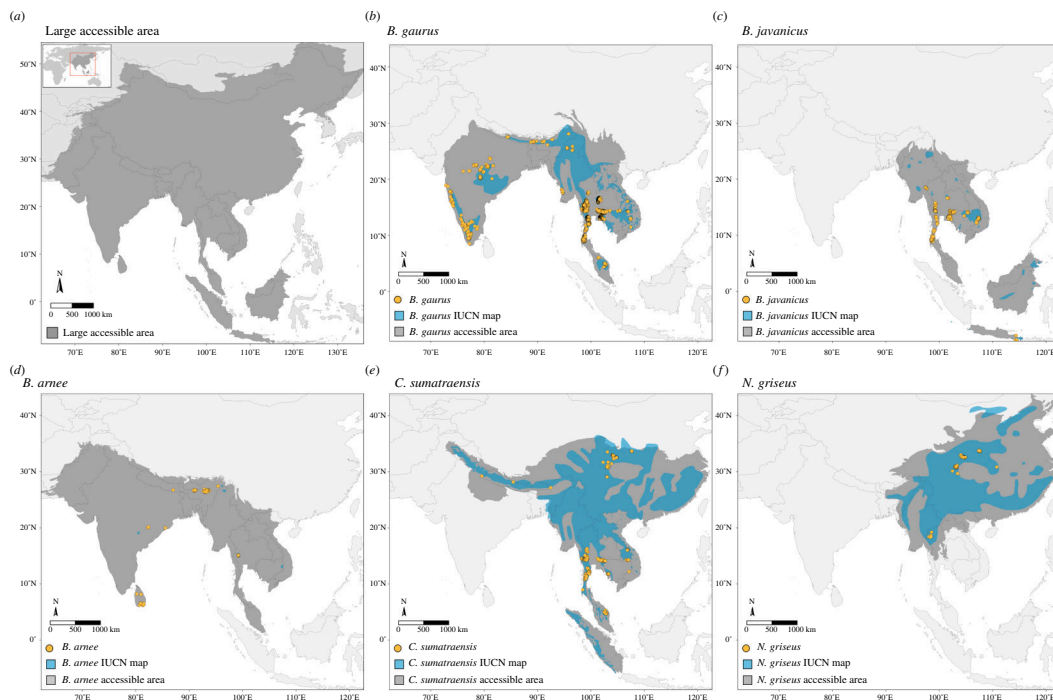 (a)
Large accessible area
50˚N
40˚N
30˚N
20˚N
10˚N
0˚
N
0 500 1000 km
Large accessible area
70˚E 80˚E 90˚E 100˚E 110˚E 120˚E 130˚E
(b)
B. gaurus
40˚N
30˚N
20˚N
10˚N
0˚
N
0 500 1000 km
B. gaurus
B. gaurus IUCN map
B. gaurus accessible area
70˚E 80˚E 90˚E 100˚E 110˚E 120˚E
(c)
B. javanicus
40˚N
30˚N
20˚N
10˚N
0˚
N
0 500 1000 km
B. javanicus
B. javanicus IUCN map
B. javanicus accessible area
70˚E 80˚E 90˚E 100˚E 110˚E 120˚E
(d)
B. arnee
40˚N
30˚N
20˚N
10˚N
0˚
N
0 500 1000 km
B. arnee
B. arnee IUCN map
B. arnee accessible area
70˚E 80˚E 90˚E 100˚E 110˚E 120˚E
(e)
C. sumatraensis
40˚N
30˚N
20˚N
10˚N
0˚
N
0 500 1000 km
C. sumatraensis
C. sumatraensis IUCN map
C. sumatraensis accessible area
70˚E 80˚E 90˚E 100˚E 110˚E 120˚E
(f)
N. griseus
40˚N
30˚N
20˚N
10˚N
0˚
N
0 500 1000 km
N. griseus
N. griseus IUCN map
N. griseus accessible area
70˚E 80˚E 90˚E 100˚E 110˚E 120˚E